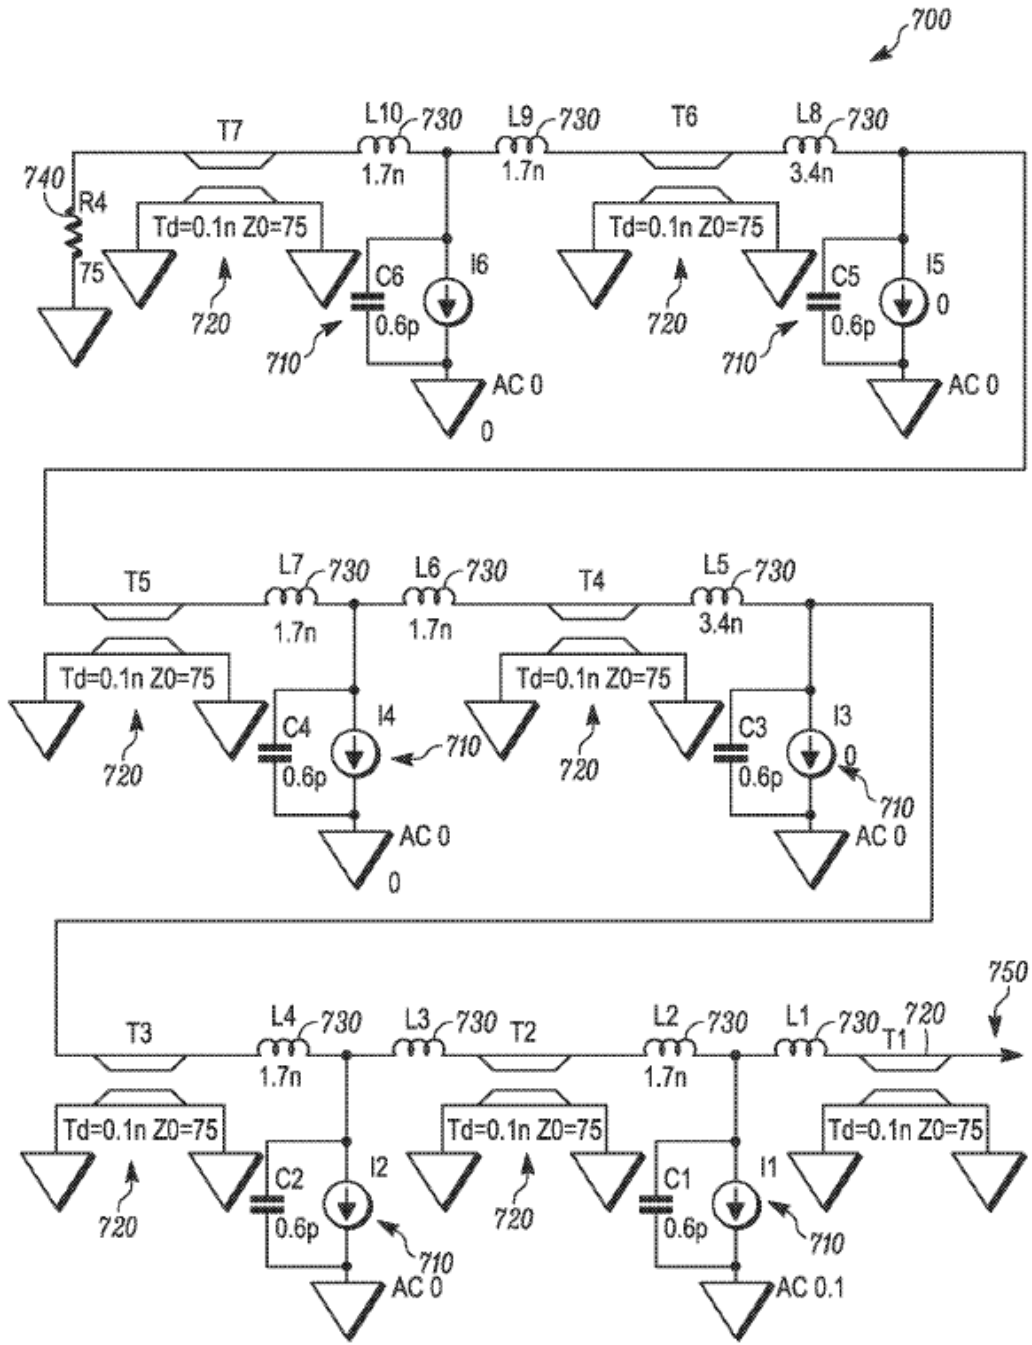 700
T7
L10 730
L9 730
T6
L8 730
1.7n
1.7n
3.4n
740
R4
75
Td=0.1n Z0=75
720
C6
0.6p
I6
710
AC 0
0
Td=0.1n Z0=75
720
C5
0.6p
I5
0
710
AC 0
T5
L7 730
L6 730
T4
L5 730
1.7n
1.7n
3.4n
Td=0.1n Z0=75
720
C4
0.6p
I4
710
AC 0
0
Td=0.1n Z0=75
720
C3
0.6p
I3
0
710
AC 0
750
T3
L4 730
L3 730
T2
L2 730
L1 730
T1
720
1.7n
1.7n
Td=0.1n Z0=75
720
C2
0.6p
I2
710
AC 0
Td=0.1n Z0=75
720
C1
0.6p
I1
710
AC 0.1
Td=0.1n Z0=75